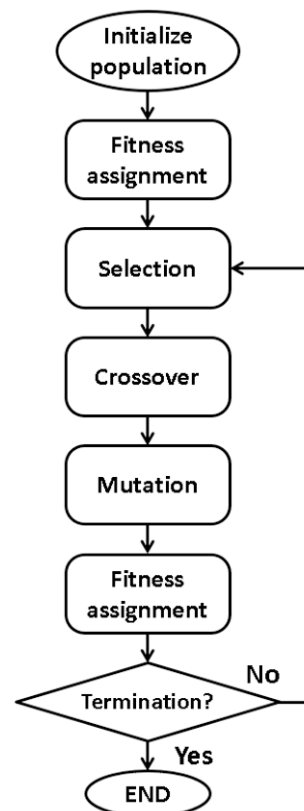 Initialize
population
Fitness
assignment
Selection
Crossover
Mutation
Fitness
assignment
No
Termination?
Yes
END